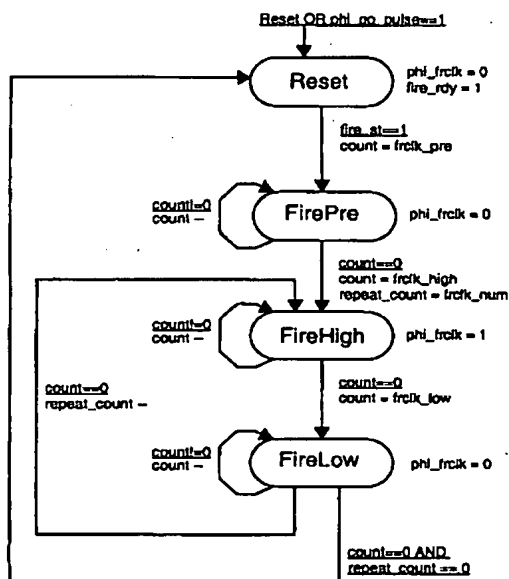 Reset OR phi_go_pulse==1
Reset
phi_frclk = 0
fire_rdy = 1
fire_st==1
count = frclk_pre
count!=0
count –
FirePre
phi_frclk = 0
count==0
count = frclk_high
repeat_count = frclk_num
count!=0
count –
FireHigh
phi_frclk = 1
count==0
repeat_count –
count==0
count = frclk_low
count!=0
count –
FireLow
phi_frclk = 0
count==0 AND
repeat_count == 0